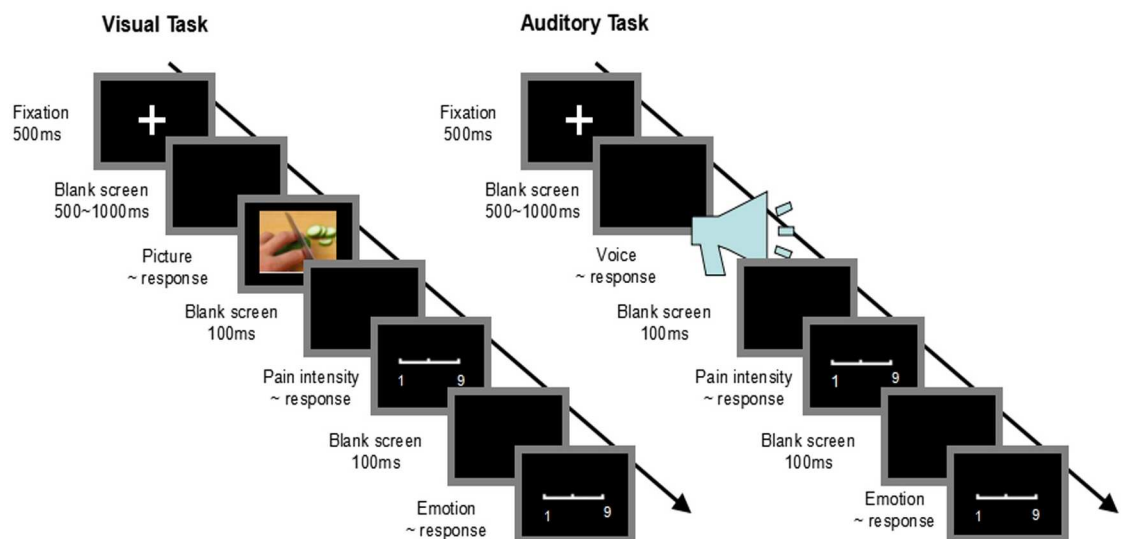 Visual Task
Fixation
500ms
Blank screen
500~1000ms
Picture
~ response
Blank screen
100ms
Pain intensity
~ response
1 9
Blank screen
100ms
Emotion
~ response
1 9
Auditory Task
Fixation
500ms
Blank screen
500~1000ms
Voice
~ response
Blank screen
100ms
Pain intensity
~ response
1 9
Blank screen
100ms
Emotion
~ response
1 9